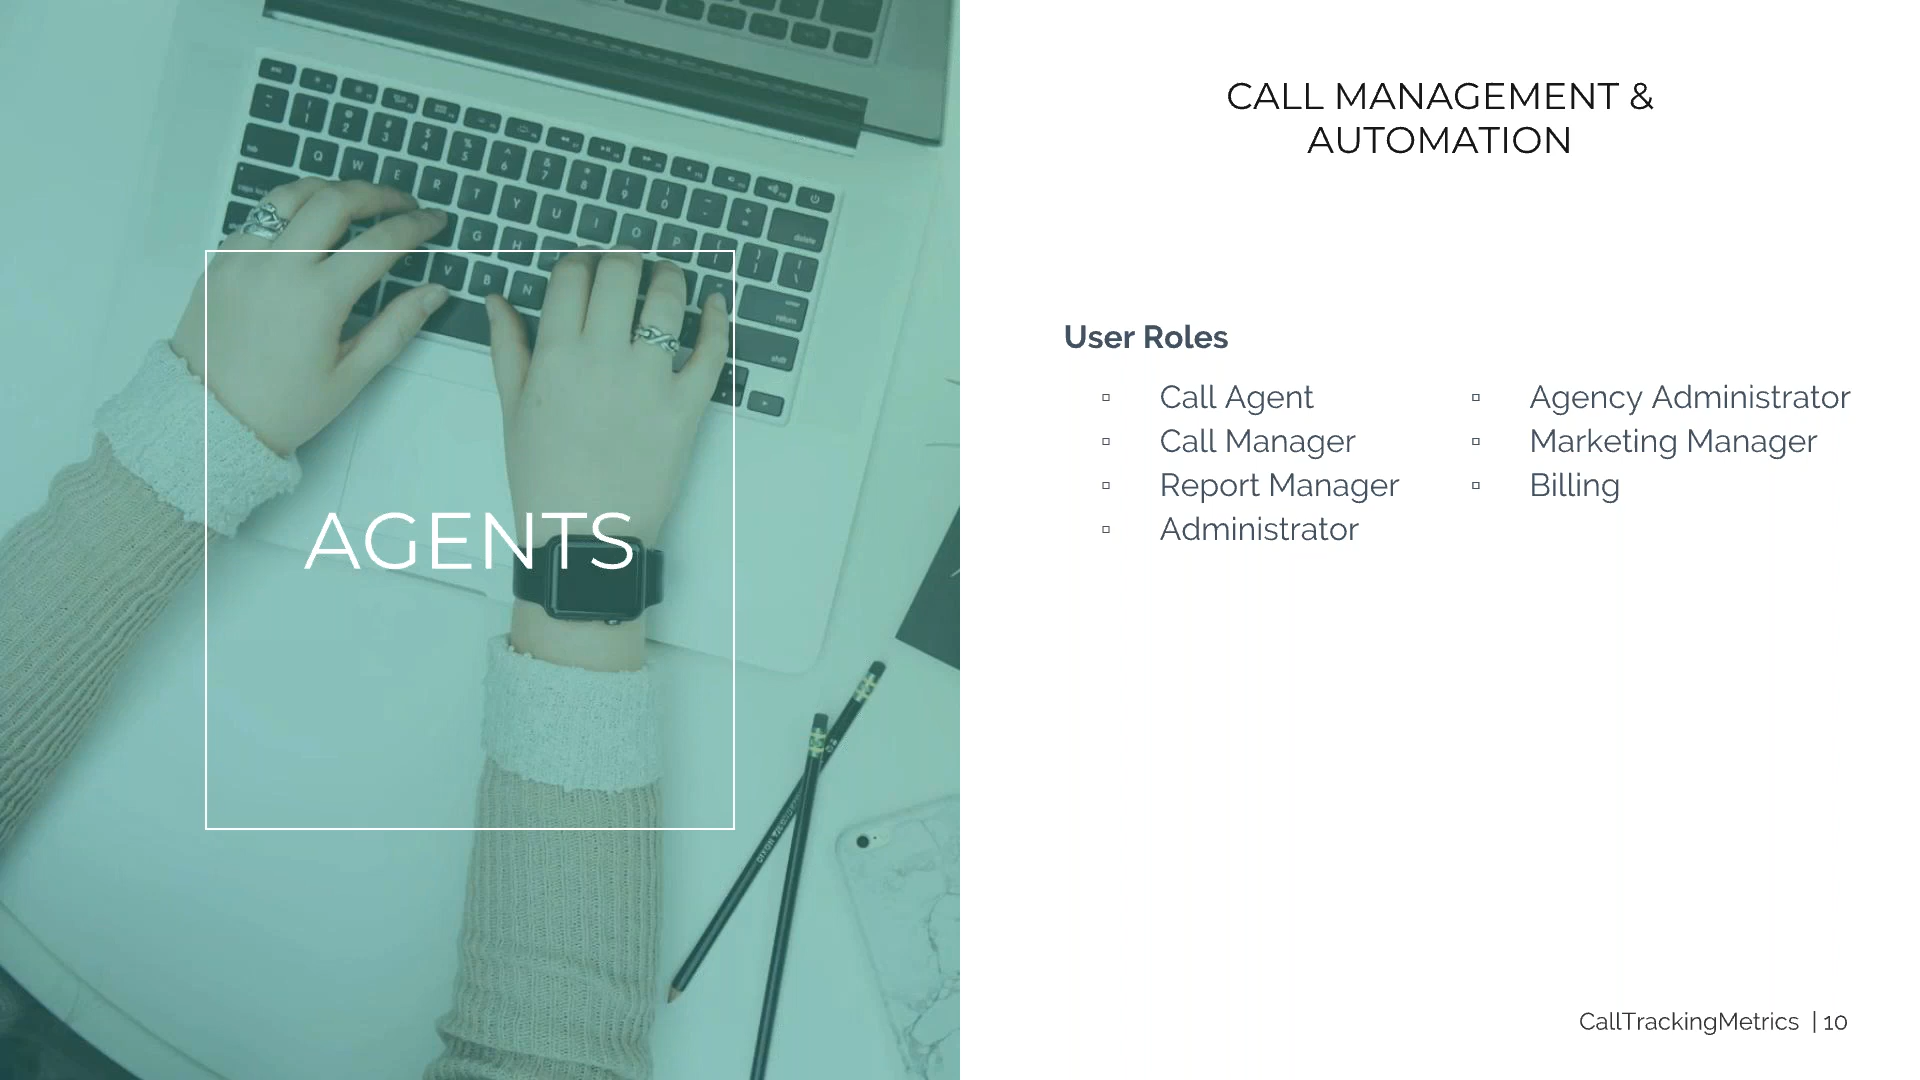 AGENTS
CALL MANAGEMENT &
AUTOMATION
User Roles
▫ Call Agent
▫ Call Manager
▫ Report Manager
▫ Administrator
▫ Agency Administrator
▫ Marketing Manager
▫ Billing
CallTrackingMetrics | 10